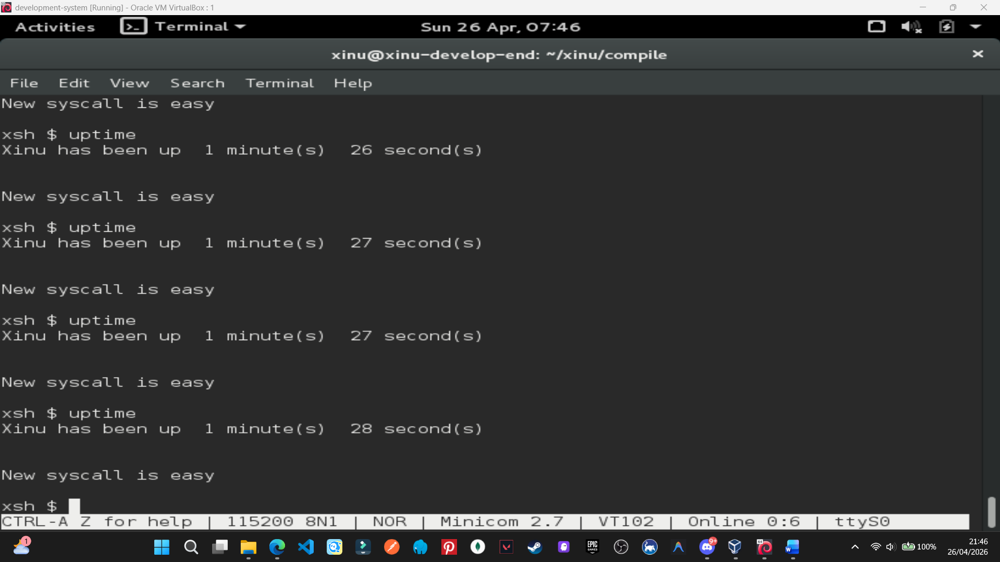 development-system [Running] - Oracle VM VirtualBox : 1
Activities >_ Terminal Sun 26 Apr, 07:46
xinu@xinu-develop-end: ~/xinu/compile
File Edit View Search Terminal Help
New syscall is easy
xsh $ uptime
Xinu has been up  1 minute(s)  26 second(s)
New syscall is easy
xsh $ uptime
Xinu has been up  1 minute(s)  27 second(s)
New syscall is easy
xsh $ uptime
Xinu has been up  1 minute(s)  27 second(s)
New syscall is easy
xsh $ uptime
Xinu has been up  1 minute(s)  28 second(s)
New syscall is easy
xsh $
CTRL-A Z for help | 115200 8N1 | NOR | Minicom 2.7 | VT102 | Online 0:6 | ttyS0
1
EPIC
GAMES
9+
64
W
100%
21:46
26/04/2026